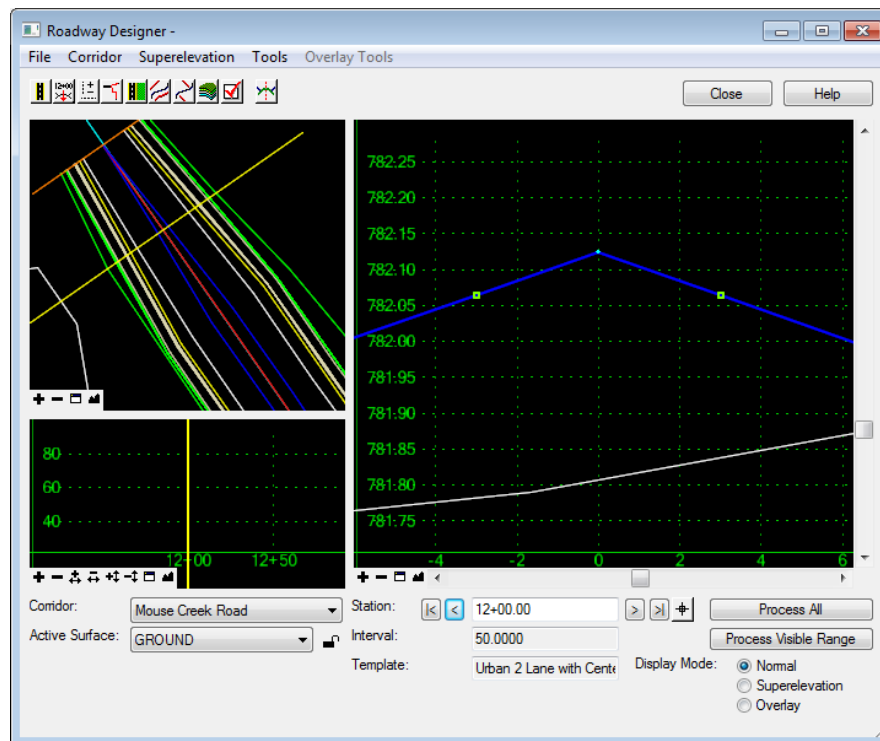 Roadway Designer -
File Corridor Superelevation Tools Overlay Tools
12+00
Close Help
782.25
782.20
782.15
782.10
782.05
782.00
781.95
781.90
781.85
781.80
781.75
-4 -2 0 2 4 6
80
60
40
12+00 12+50
Corridor: Mouse Creek Road
Active Surface: GROUND
Station: 12+00.00
Interval: 50.0000
Template: Urban 2 Lane with Cente
Process All
Process Visible Range
Display Mode: Normal
Superelevation
Overlay